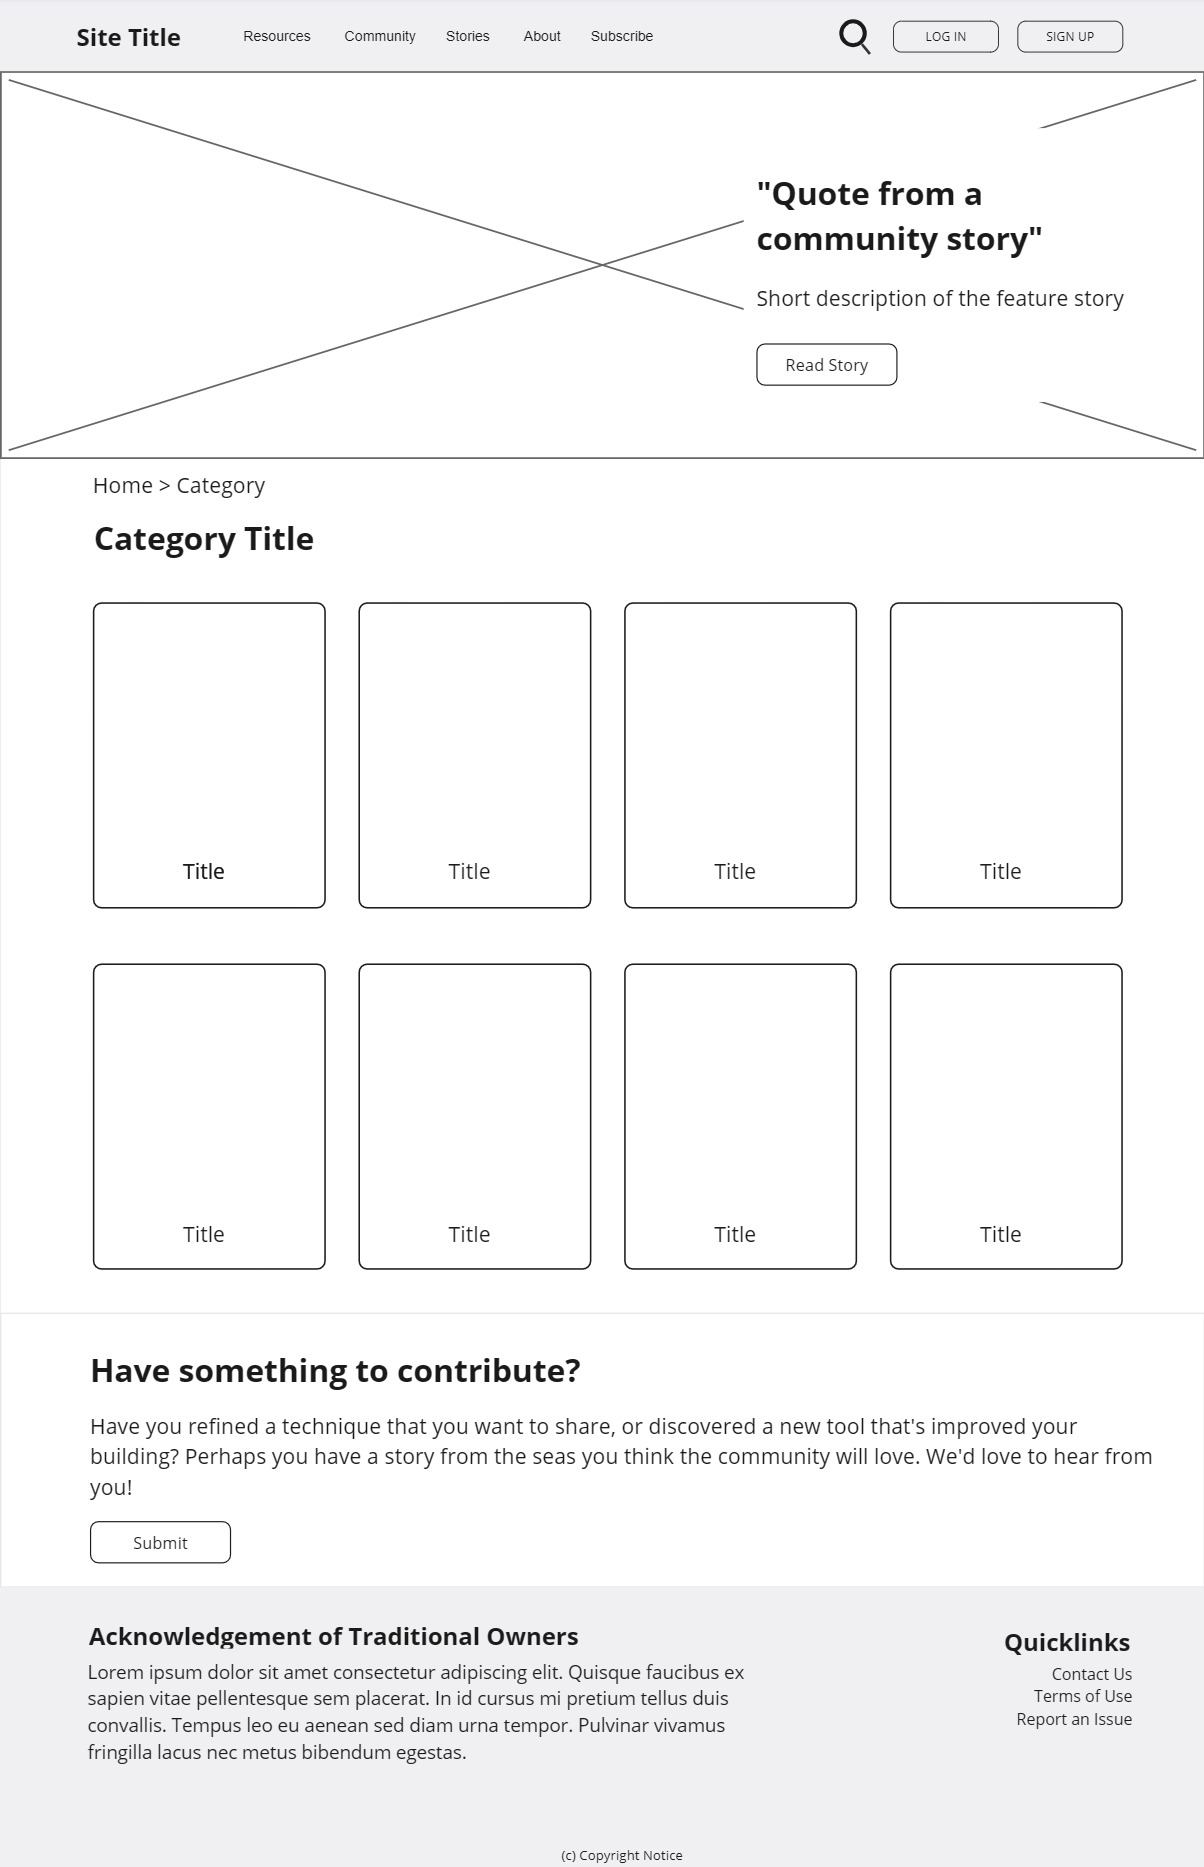 Site Title
Resources
Community
Stories
About
Subscribe
LOG IN
SIGN UP
"Quote from a
community story"
Short description of the feature story
Read Story
Home > Category
Category Title
Title
Title
Title
Title
Title
Title
Title
Title
Have something to contribute?
Have you refined a technique that you want to share, or discovered a new tool that's improved your
building? Perhaps you have a story from the seas you think the community will love. We'd love to hear from
you!
Submit
Acknowledgement of Traditional Owners
Lorem ipsum dolor sit amet consectetur adipiscing elit. Quisque faucibus ex
sapien vitae pellentesque sem placerat. In id cursus mi pretium tellus duis
convallis. Tempus leo eu aenean sed diam urna tempor. Pulvinar vivamus
fringilla lacus nec metus bibendum egestas.
Quicklinks
Contact Us
Terms of Use
Report an Issue
(c) Copyright Notice